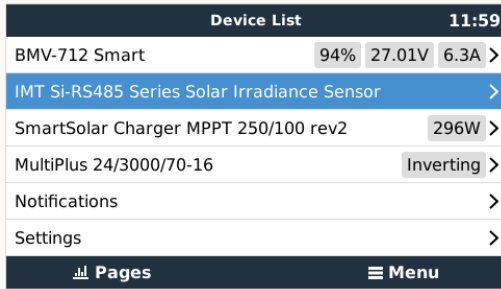 Device List 11:59
BMV-712 Smart 94% 27.01V 6.3A
IMT Si-RS485 Series Solar Irradiance Sensor
SmartSolar Charger MPPT 250/100 rev2 296W
MultiPlus 24/3000/70-16 Inverting
Notifications
Settings
Pages Menu